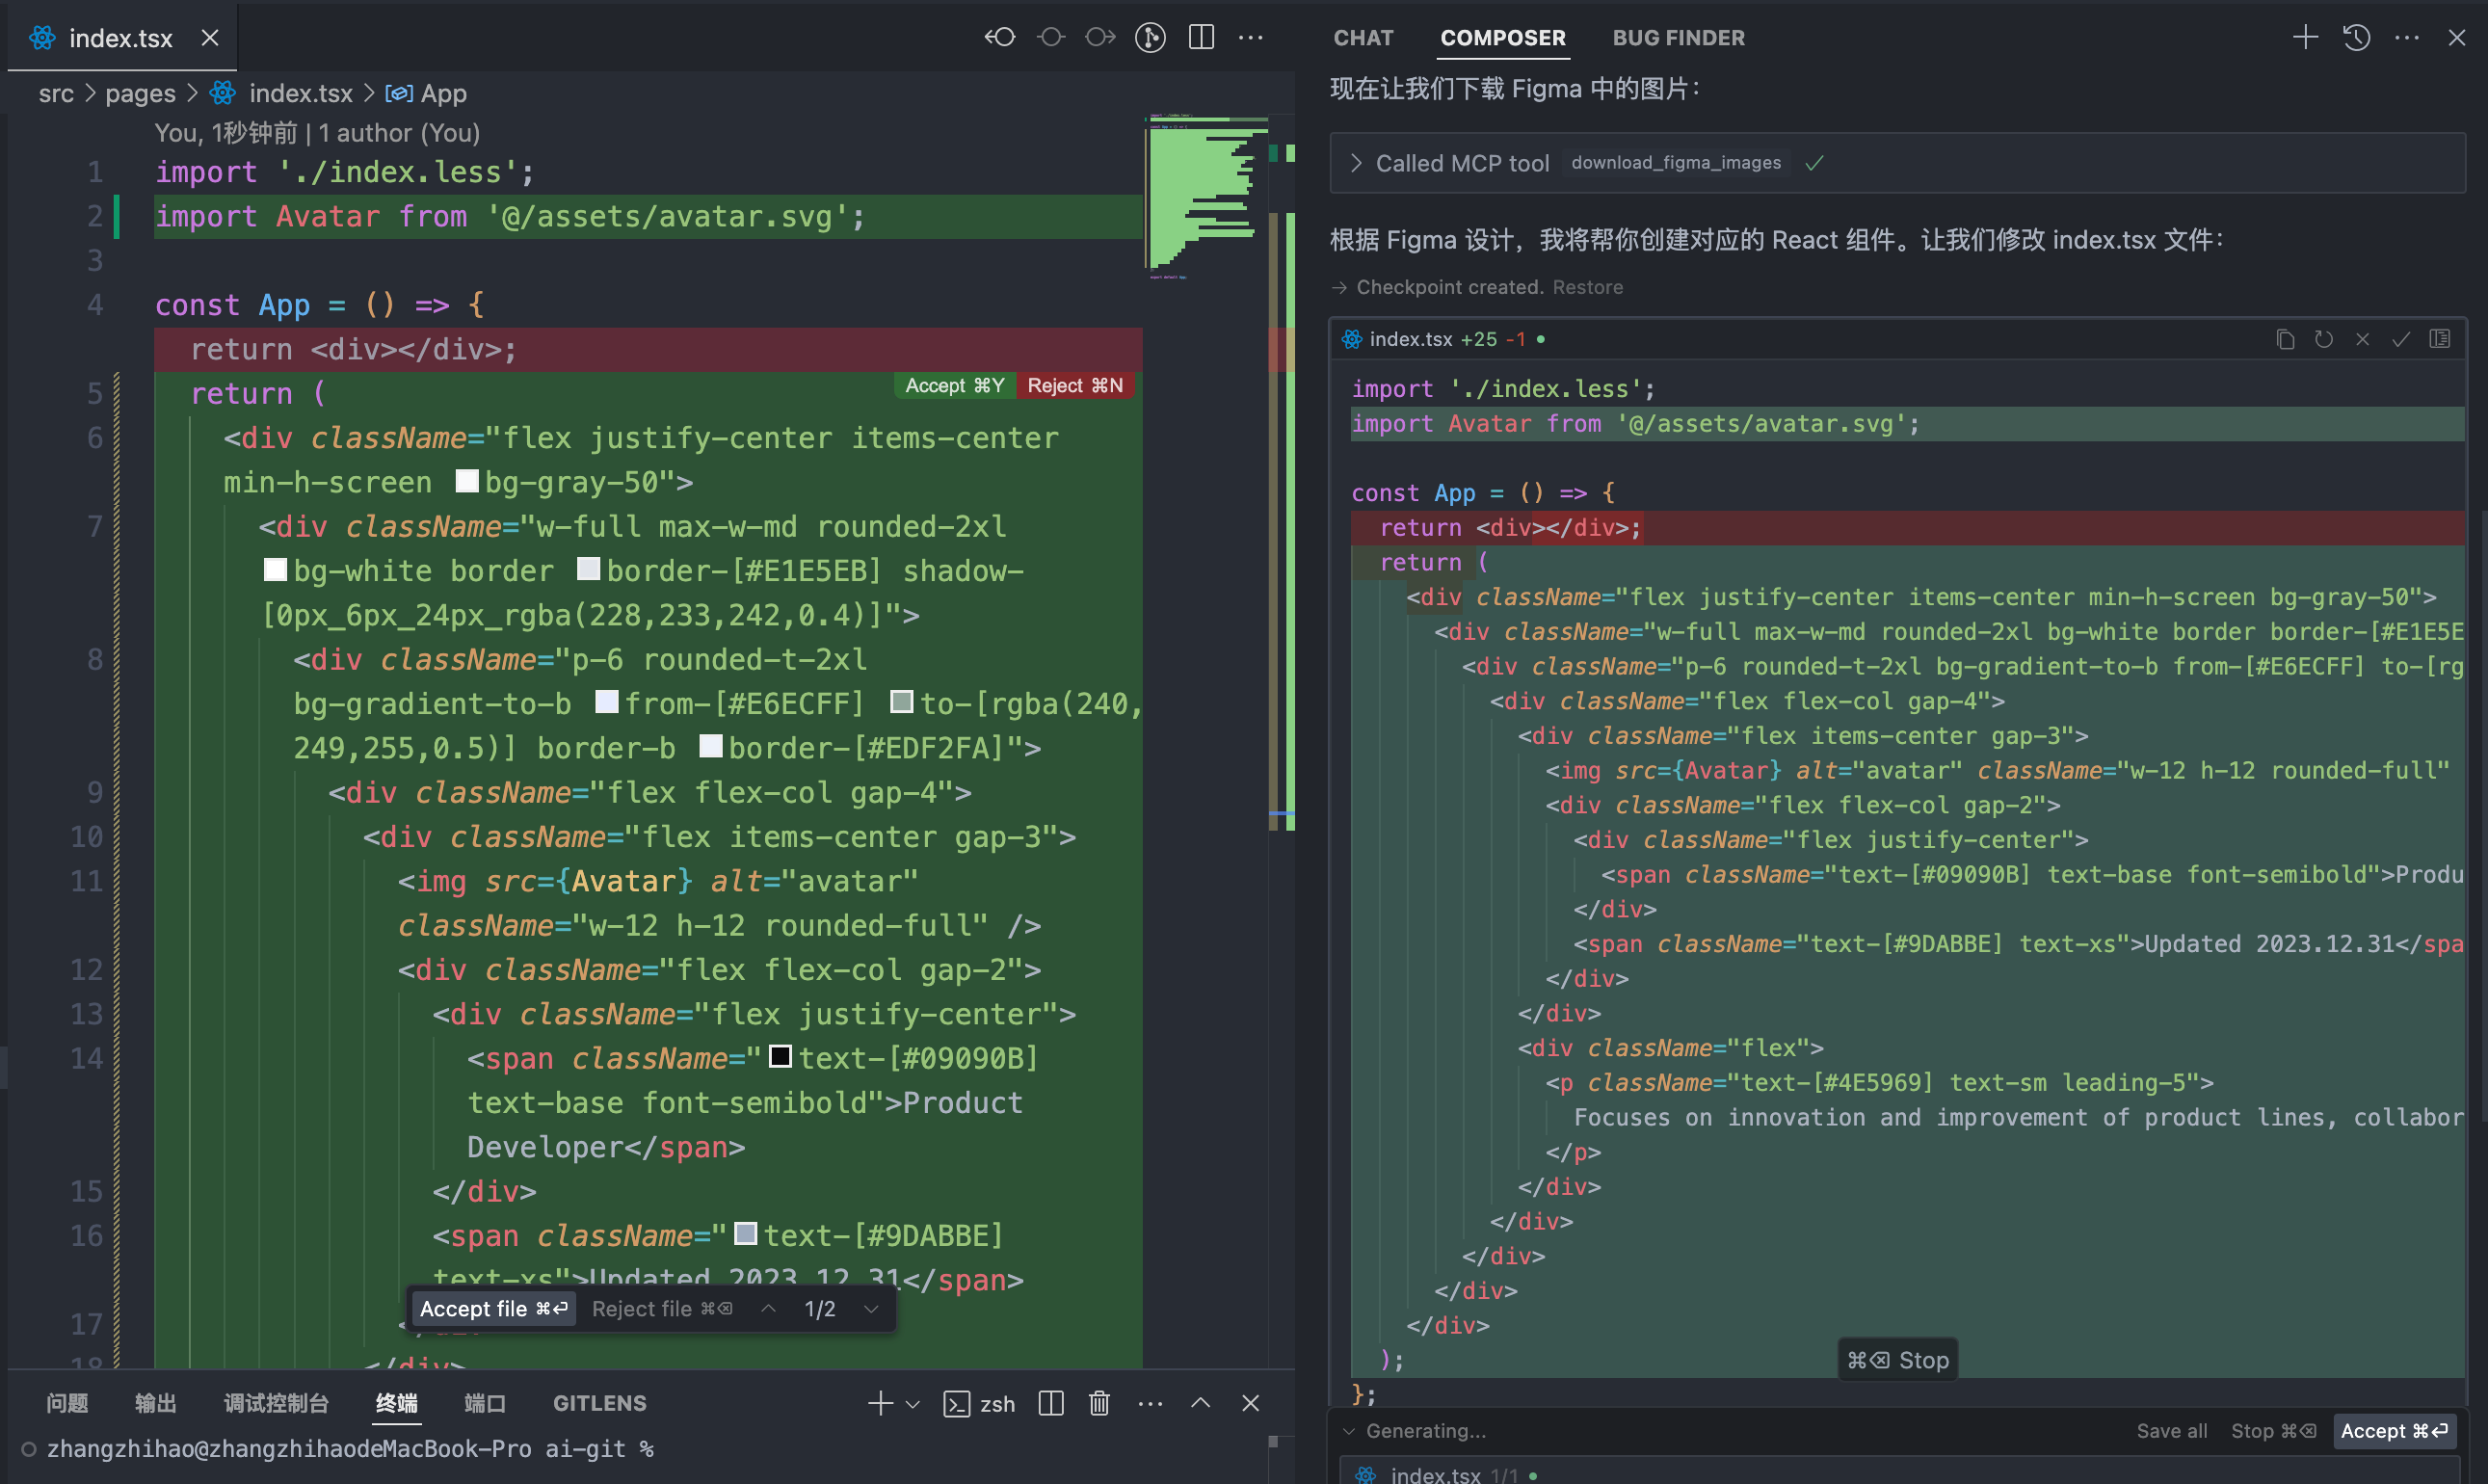 index.tsx
src > pages > index.tsx > App
You, 1秒钟前 | 1 author (You)
1 import './index.less';
2 import Avatar from '@/assets/avatar.svg';
3
4 const App = () => {
return <div></div>;
5 return (
Accept ⌘Y Reject ⌘N
6 <div className="flex justify-center items-center
min-h-screen bg-gray-50">
7 <div className="w-full max-w-md rounded-2xl
bg-white border border-[#E1E5EB] shadow-
[0px_6px_24px_rgba(228,233,242,0.4)]">
8 <div className="p-6 rounded-t-2xl
bg-gradient-to-b from-[#E6ECFF] to-[rgba(240,
249,255,0.5)] border-b border-[#EDF2FA]">
9 <div className="flex flex-col gap-4">
10 <div className="flex items-center gap-3">
11 <img src={Avatar} alt="avatar"
className="w-12 h-12 rounded-full" />
12 <div className="flex flex-col gap-2">
13 <div className="flex justify-center">
14 <span className="text-[#09090B]
text-base font-semibold">Product
Developer</span>
15 </div>
16 <span className="text-[#9DABBE]
text-xs">Updated 2023.12.31</span>
17
18 </div>
Accept file ⌘⏎ Reject file ⌘⌫ 1/2
问题 输出 调试控制台 终端 端口 GITLENS
zsh
zhangzhihao@zhangzhihaodeMacBook-Pro ai-git %
CHAT COMPOSER BUG FINDER
现在让我们下载 Figma 中的图片：
Called MCP tool download_figma_images ✓
根据 Figma 设计，我将帮你创建对应的 React 组件。让我们修改 index.tsx 文件：
→ Checkpoint created. Restore
index.tsx +25 -1
import './index.less';
import Avatar from '@/assets/avatar.svg';
const App = () => {
return <div></div>;
return (
<div className="flex justify-center items-center min-h-screen bg-gray-50">
<div className="w-full max-w-md rounded-2xl bg-white border border-[#E1E5E
<div className="p-6 rounded-t-2xl bg-gradient-to-b from-[#E6ECFF] to-[rg
<div className="flex flex-col gap-4">
<div className="flex items-center gap-3">
<img src={Avatar} alt="avatar" className="w-12 h-12 rounded-full"
<div className="flex flex-col gap-2">
<div className="flex justify-center">
<span className="text-[#09090B] text-base font-semibold">Produ
</div>
<span className="text-[#9DABBE] text-xs">Updated 2023.12.31</spa
</div>
</div>
<div className="flex">
<p className="text-[#4E5969] text-sm leading-5">
Focuses on innovation and improvement of product lines, collabor
</p>
</div>
</div>
</div>
</div>
</div>
);
⌘⌫ Stop
};
Generating... Save all Stop ⌘⌫ Accept ⌘⏎
index.tsx 1/1